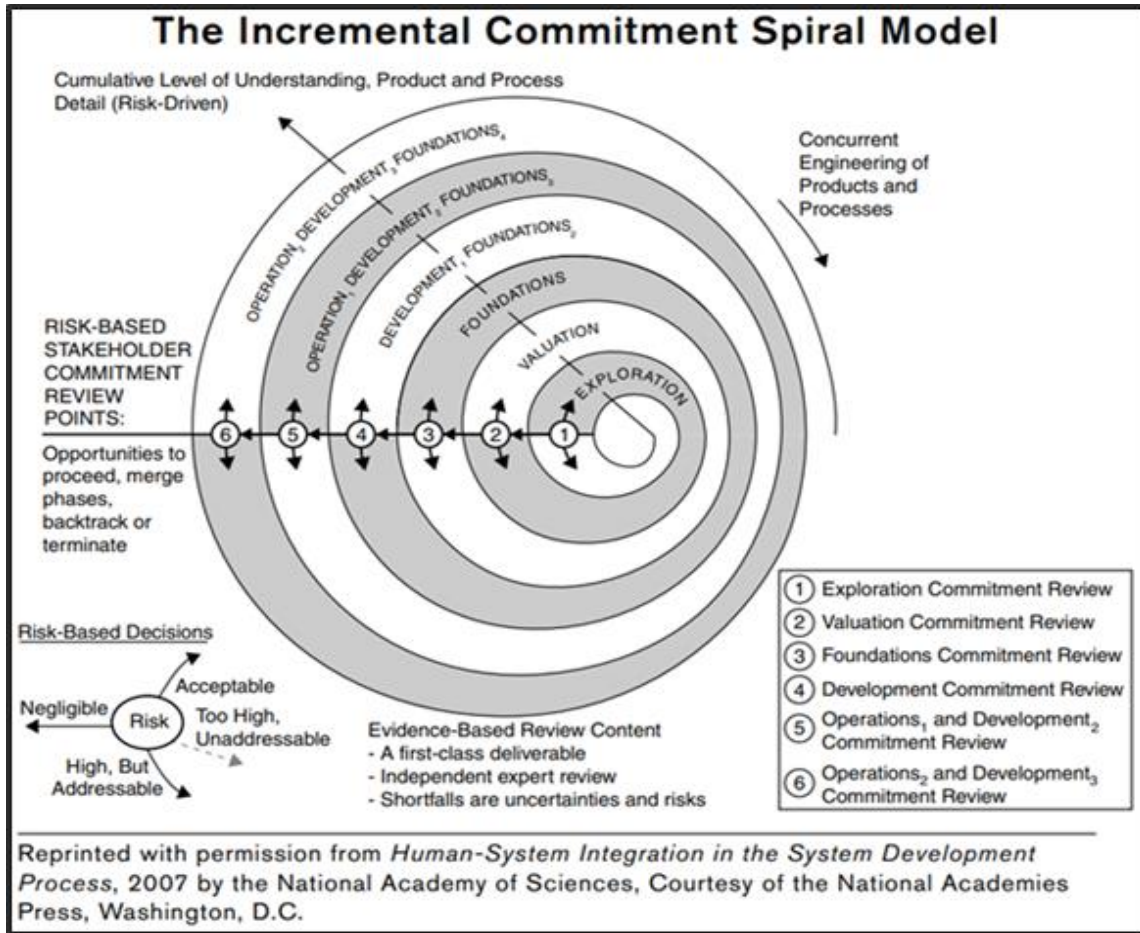 The Incremental Commitment Spiral Model
Cumulative Level of Understanding, Product and Process
Detail (Risk-Driven)
Concurrent
Engineering of
Products and
Processes
OPERATION₂ DEVELOPMENT₃ FOUNDATIONS₄
OPERATION₁ DEVELOPMENT₂ FOUNDATIONS₃
DEVELOPMENT₁ FOUNDATIONS₂
FOUNDATIONS
VALUATION
EXPLORATION
RISK-BASED
STAKEHOLDER
COMMITMENT
REVIEW
POINTS:
6 5 4 3 2 1
Opportunities to
proceed, merge
phases,
backtrack or
terminate
Risk-Based Decisions
Acceptable
Negligible
Risk
Too High,
Unaddressable
High, But
Addressable
Evidence-Based Review Content
- A first-class deliverable
- Independent expert review
- Shortfalls are uncertainties and risks
1 Exploration Commitment Review
2 Valuation Commitment Review
3 Foundations Commitment Review
4 Development Commitment Review
5 Operations₁ and Development₂
Commitment Review
6 Operations₂ and Development₃
Commitment Review
Reprinted with permission from Human-System Integration in the System Development
Process, 2007 by the National Academy of Sciences, Courtesy of the National Academies
Press, Washington, D.C.